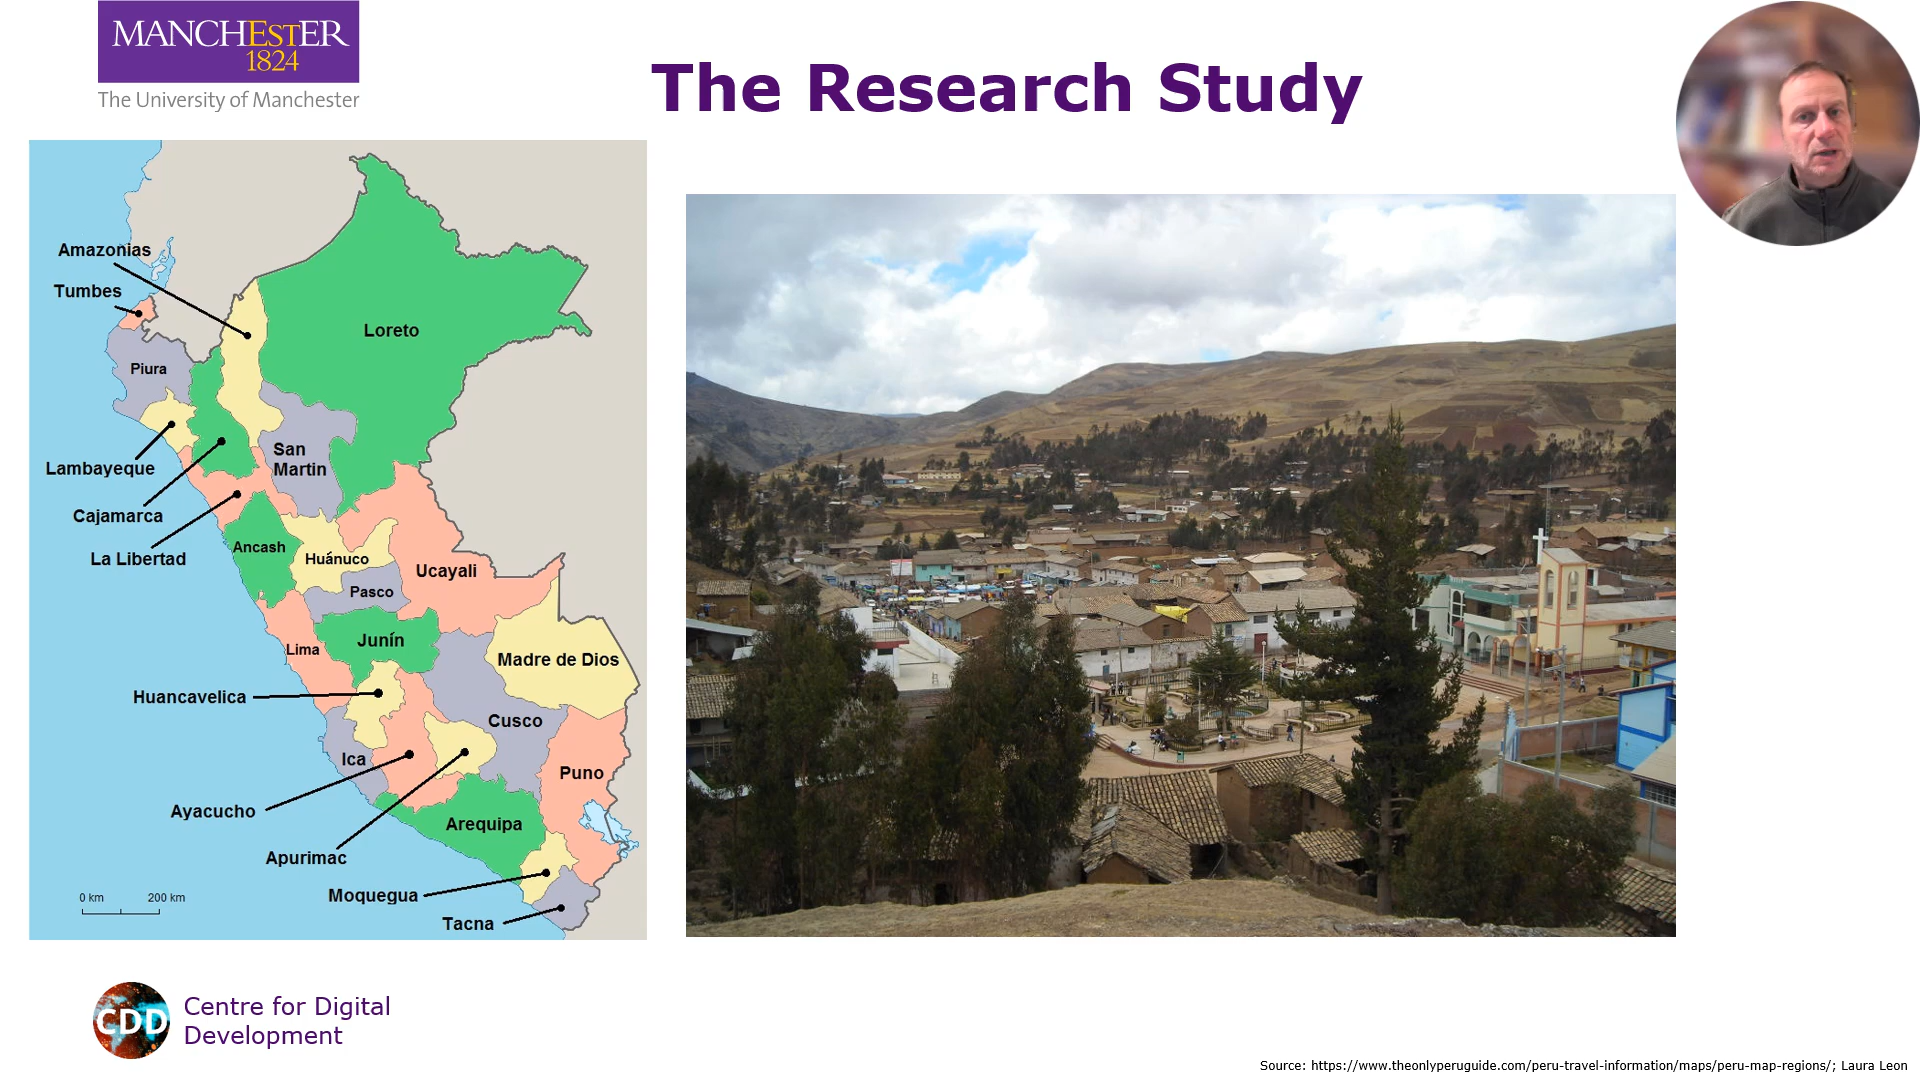 MANCHESTER
1824
The University of Manchester
The Research Study
Amazonias
Tumbes
Loreto
Piura
San
Martin
Lambayeque
Cajamarca
La Libertad
Ancash
Huánuco
Ucayali
Pasco
Junín
Lima
Madre de Dios
Huancavelica
Cusco
Ica
Puno
Ayacucho
Arequipa
Apurimac
Moquegua
0 km 200 km
Tacna
CDD
Centre for Digital
Development
Source: https://www.theonlyperuguide.com/peru-travel-information/maps/peru-map-regions/; Laura Leon